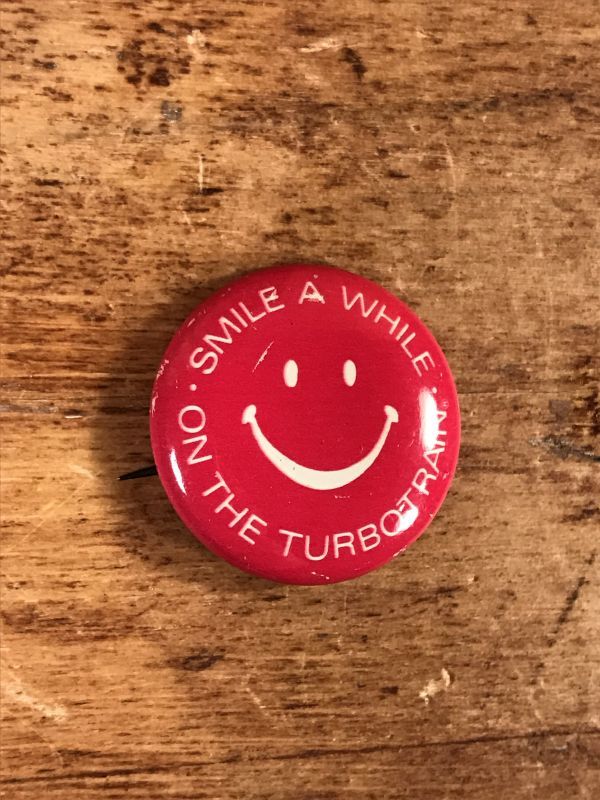 · SMILE A WHILE ·
ON THE TURBOTRAIN